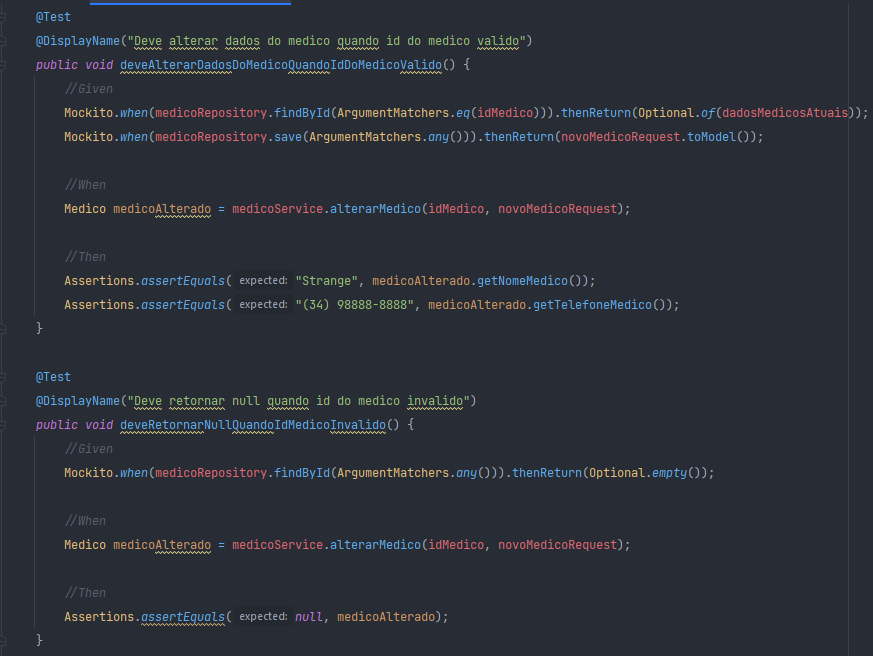 @Test
@DisplayName("Deve alterar dados do medico quando id do medico valido")
public void deveAlterarDadosDoMedicoQuandoIdDoMedicoValido() {
//Given
Mockito.when(medicoRepository.findById(ArgumentMatchers.eq(idMedico))).thenReturn(Optional.of(dadosMedicosAtuais));
Mockito.when(medicoRepository.save(ArgumentMatchers.any())).thenReturn(novoMedicoRequest.toModel());
//When
Medico medicoAlterado = medicoService.alterarMedico(idMedico, novoMedicoRequest);
//Then
Assertions.assertEquals( expected: "Strange", medicoAlterado.getNomeMedico());
Assertions.assertEquals( expected: "(34) 98888-8888", medicoAlterado.getTelefoneMedico());
}
@Test
@DisplayName("Deve retornar null quando id do medico invalido")
public void deveRetornarNullQuandoIdMedicoInvalido() {
//Given
Mockito.when(medicoRepository.findById(ArgumentMatchers.any())).thenReturn(Optional.empty());
//When
Medico medicoAlterado = medicoService.alterarMedico(idMedico, novoMedicoRequest);
//Then
Assertions.assertEquals( expected: null, medicoAlterado);
}